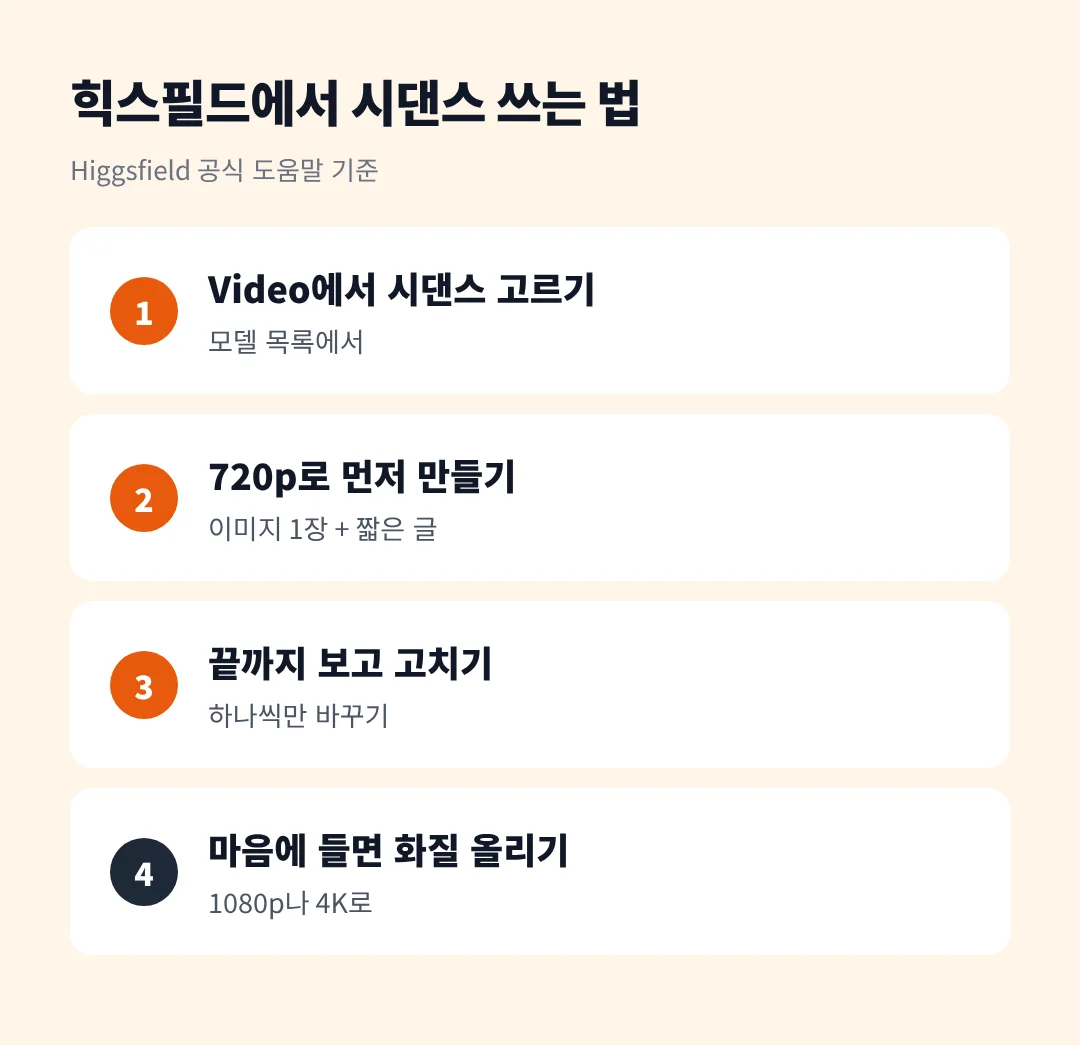 힉스필드에서 시댄스 쓰는 법
Higgsfield 공식 도움말 기준
1
Video에서 시댄스 고르기
모델 목록에서
2
720p로 먼저 만들기
이미지 1장 + 짧은 글
3
끝까지 보고 고치기
하나씩만 바꾸기
4
마음에 들면 화질 올리기
1080p나 4K로